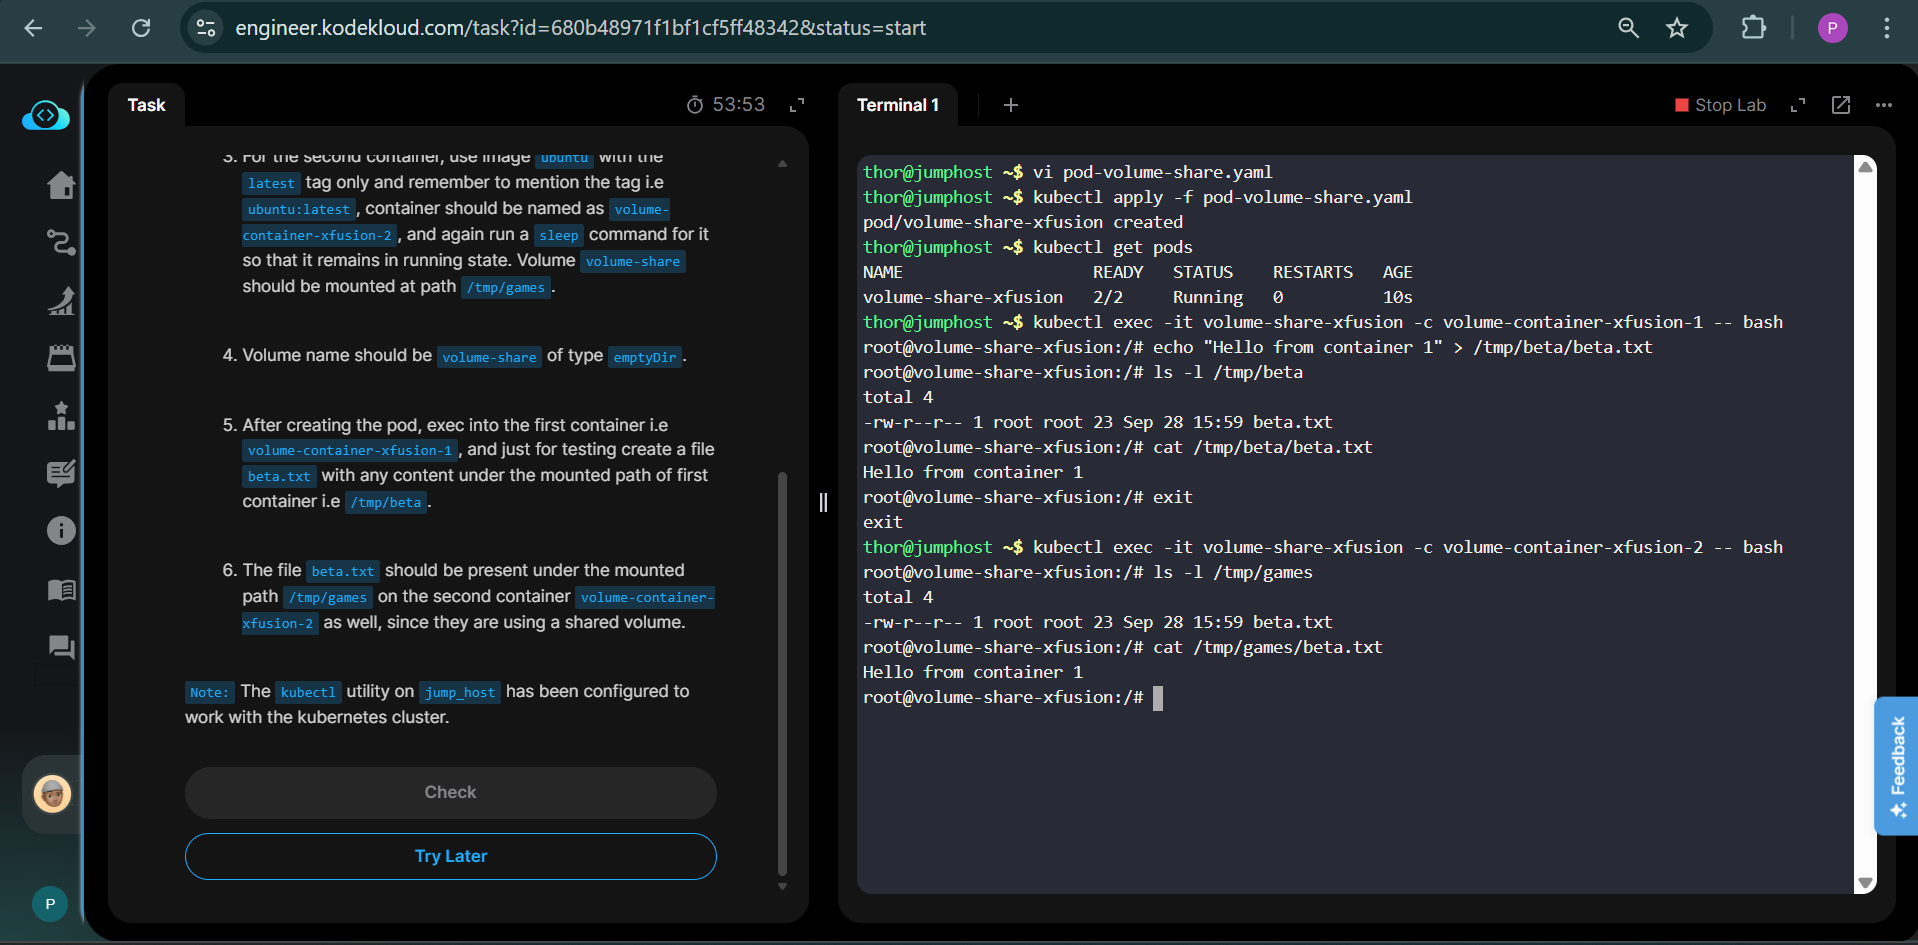 engineer.kodekloud.com/task?id=680b48971f1bf1cf5ff48342&status=start
P
Task
53:53
3. For the second container, use image ubuntu with the
latest tag only and remember to mention the tag i.e
ubuntu:latest, container should be named as volume-
container-xfusion-2, and again run a sleep command for it
so that it remains in running state. Volume volume-share
should be mounted at path /tmp/games.
4. Volume name should be volume-share of type emptyDir.
5. After creating the pod, exec into the first container i.e
volume-container-xfusion-1, and just for testing create a file
beta.txt with any content under the mounted path of first
container i.e /tmp/beta.
6. The file beta.txt should be present under the mounted
path /tmp/games on the second container volume-container-
xfusion-2 as well, since they are using a shared volume.
Note: The kubectl utility on jump_host has been configured to
work with the kubernetes cluster.
Check
Try Later
P
Terminal 1
+
Stop Lab
thor@jumphost ~$ vi pod-volume-share.yaml
thor@jumphost ~$ kubectl apply -f pod-volume-share.yaml
pod/volume-share-xfusion created
thor@jumphost ~$ kubectl get pods
NAME READY STATUS RESTARTS AGE
volume-share-xfusion 2/2 Running 0 10s
thor@jumphost ~$ kubectl exec -it volume-share-xfusion -c volume-container-xfusion-1 -- bash
root@volume-share-xfusion:/# echo "Hello from container 1" > /tmp/beta/beta.txt
root@volume-share-xfusion:/# ls -l /tmp/beta
total 4
-rw-r--r-- 1 root root 23 Sep 28 15:59 beta.txt
root@volume-share-xfusion:/# cat /tmp/beta/beta.txt
Hello from container 1
root@volume-share-xfusion:/# exit
exit
thor@jumphost ~$ kubectl exec -it volume-share-xfusion -c volume-container-xfusion-2 -- bash
root@volume-share-xfusion:/# ls -l /tmp/games
total 4
-rw-r--r-- 1 root root 23 Sep 28 15:59 beta.txt
root@volume-share-xfusion:/# cat /tmp/games/beta.txt
Hello from container 1
root@volume-share-xfusion:/#
Feedback